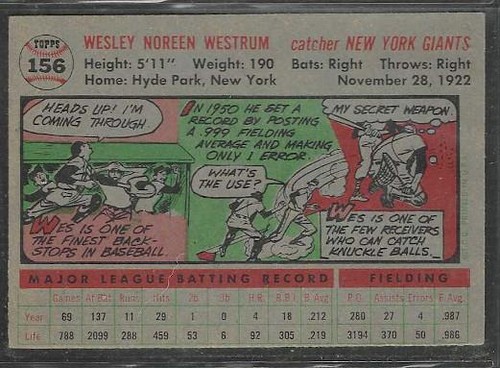 TOPPS
156
WESLEY NOREEN WESTRUM catcher NEW YORK GIANTS
Height: 5'11" Weight: 190 Bats: Right Throws: Right
Home: Hyde Park, New York November 28, 1922
HEADS UP! I'M
COMING THROUGH
WES IS ONE OF
THE FINEST BACK-
STOPS IN BASEBALL.
IN 1950 HE SET A
RECORD BY POSTING
A .999 FIELDING
AVERAGE AND MAKING
ONLY 1 ERROR.
WHAT'S
THE USE?
MY SECRET WEAPON.
WES IS ONE OF
THE FEW RECEIVERS
WHO CAN CATCH
KNUCKLE BALLS.
MAJOR LEAGUE BATTING RECORD FIELDING
Games At Bat Runs Hits 2b 3b H.R. R.B.I. B.Avg. P.O. Assists Errors F.Avg.
Year 69 137 11 29 1 0 4 18 .212 280 27 4 .987
Life 788 2099 288 459 53 6 92 305 .219 3194 370 50 .986